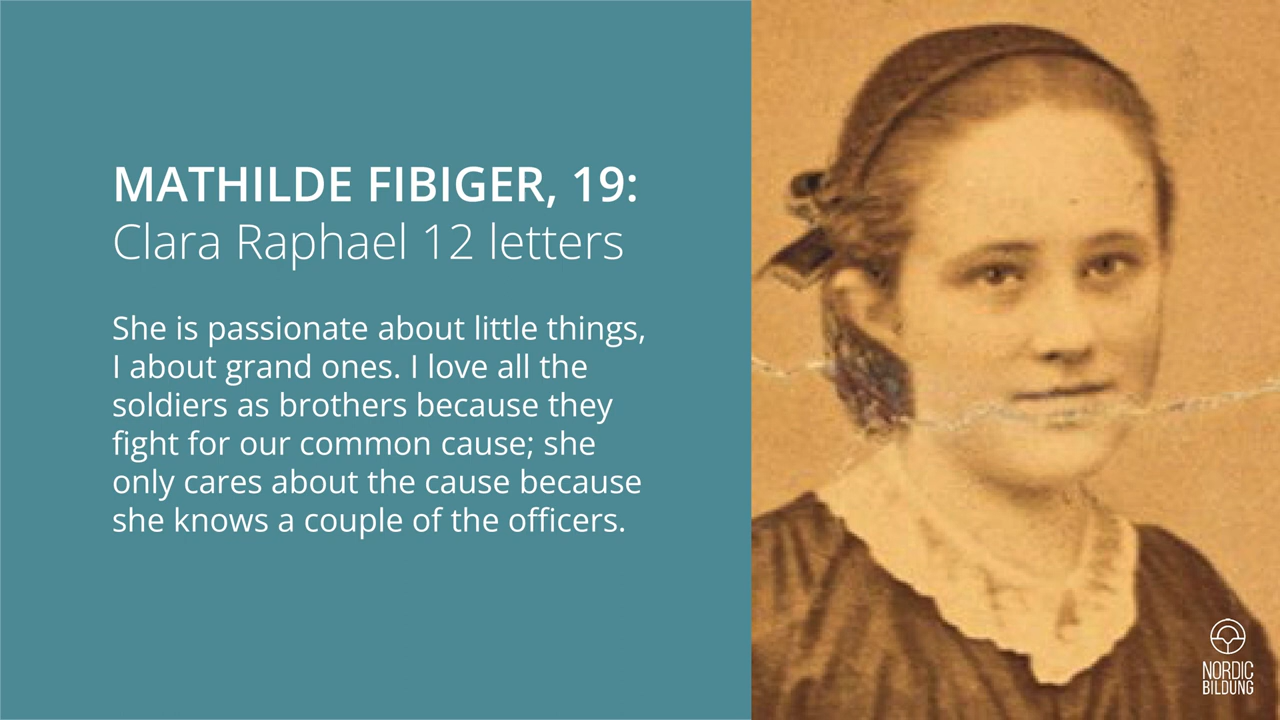 MATHILDE FIBIGER, 19:
Clara Raphael 12 letters
She is passionate about little things,
I about grand ones. I love all the
soldiers as brothers because they
fight for our common cause; she
only cares about the cause because
she knows a couple of the officers.
NORDIC
BILDUNG